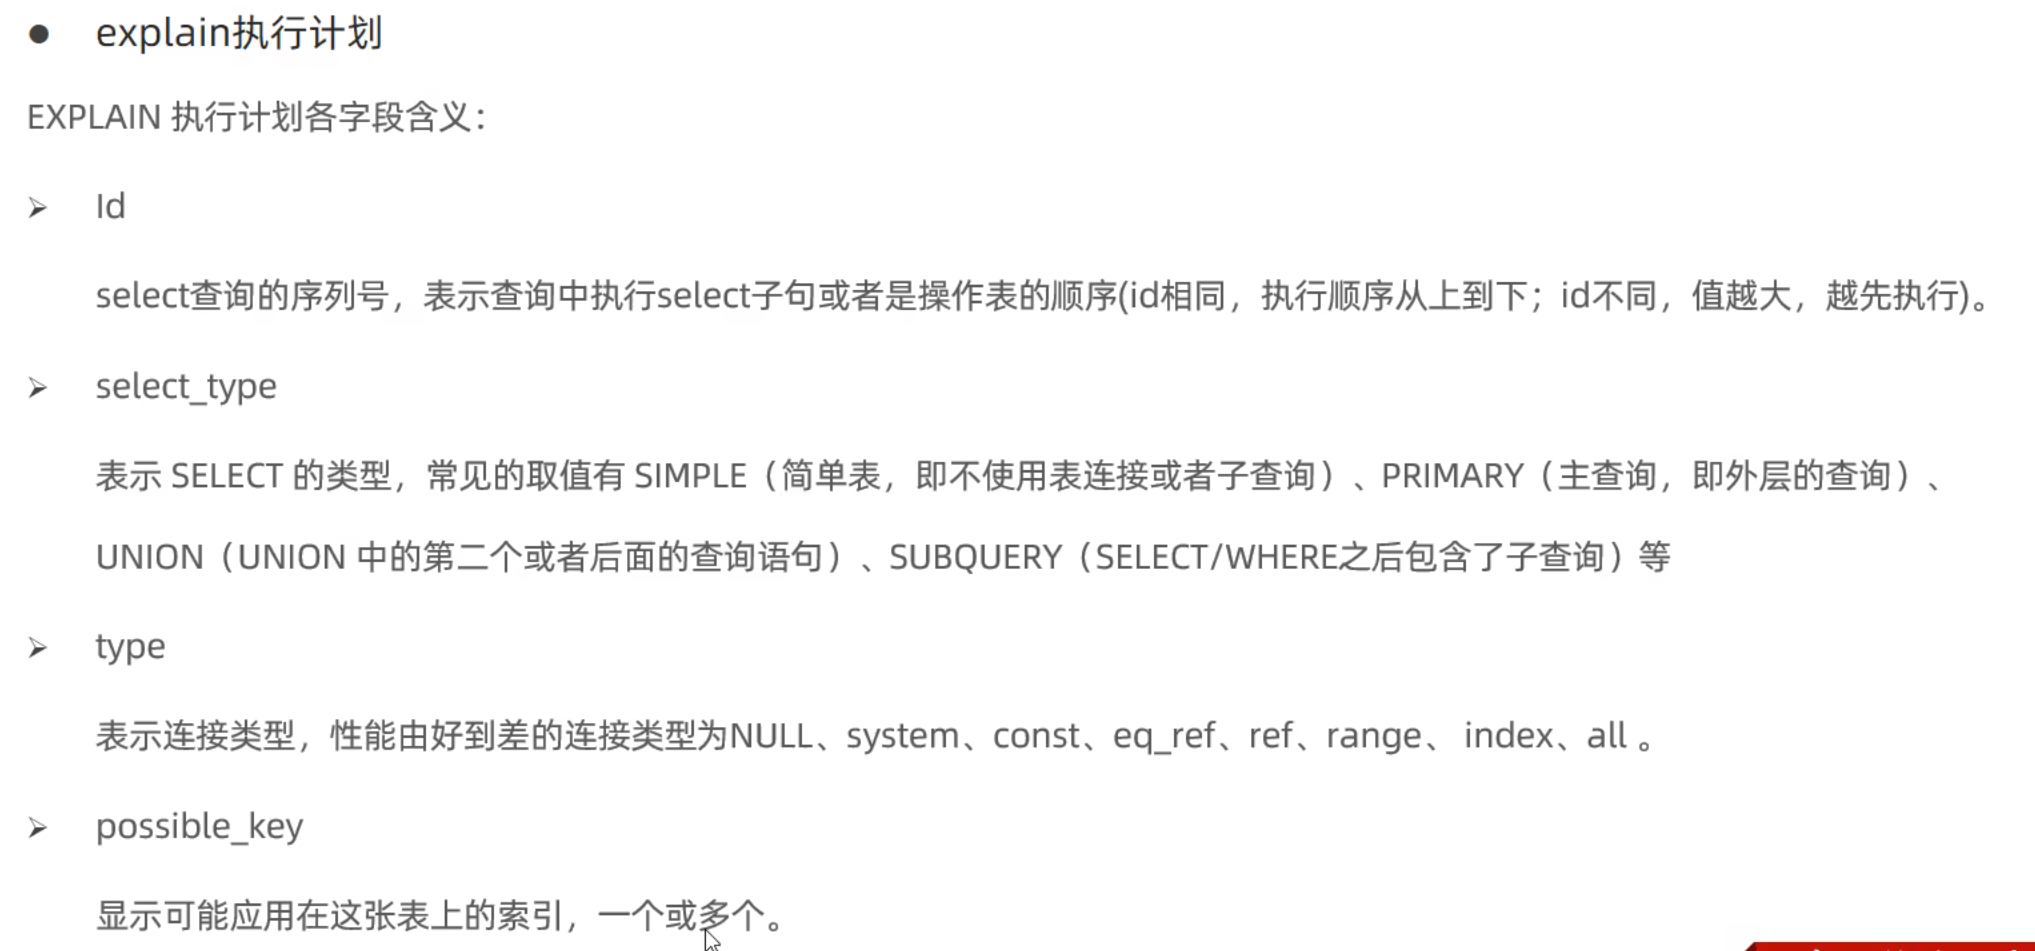 ● explain执行计划
EXPLAIN 执行计划各字段含义：
➢ Id
select查询的序列号，表示查询中执行select子句或者是操作表的顺序(id相同，执行顺序从上到下；id不同，值越大，越先执行)。
➢ select_type
表示 SELECT 的类型，常见的取值有 SIMPLE（简单表，即不使用表连接或者子查询）、PRIMARY（主查询，即外层的查询）、
UNION（UNION 中的第二个或者后面的查询语句）、SUBQUERY（SELECT/WHERE之后包含了子查询）等
➢ type
表示连接类型，性能由好到差的连接类型为NULL、system、const、eq_ref、ref、range、 index、all 。
➢ possible_key
显示可能应用在这张表上的索引，一个或多个。